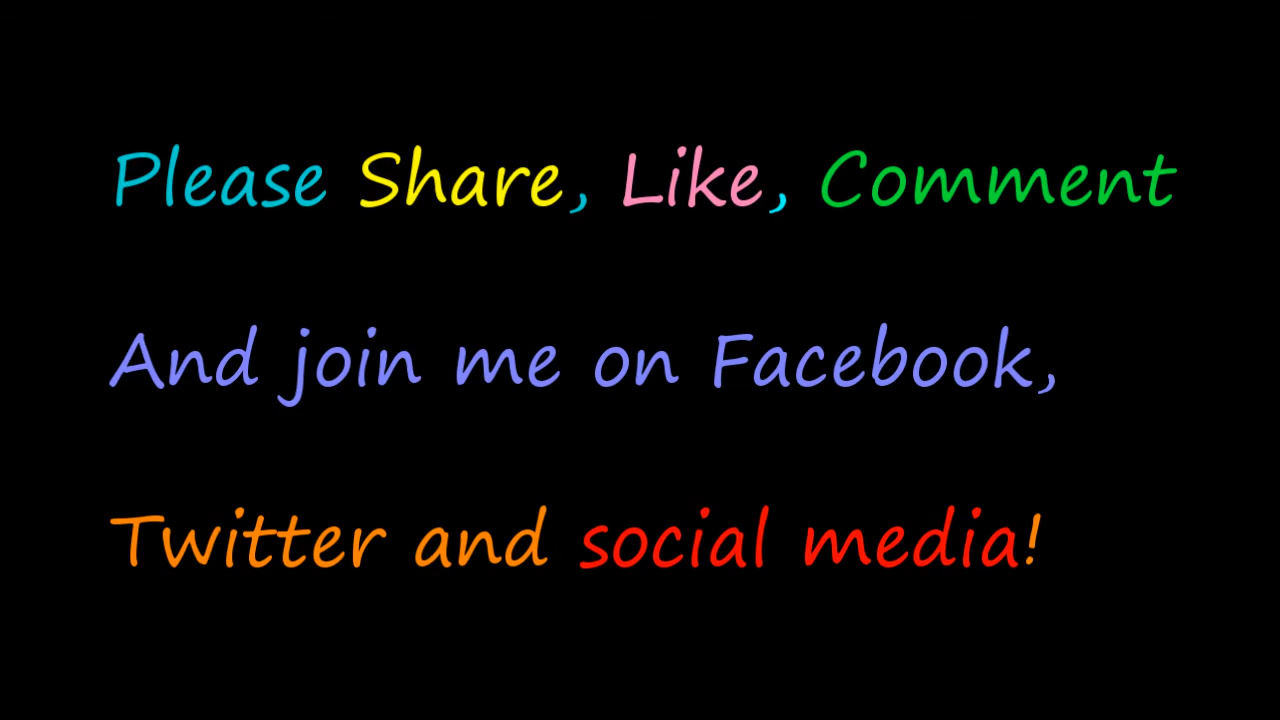 Please Share, Like, Comment
And join me on Facebook,
Twitter and social media!